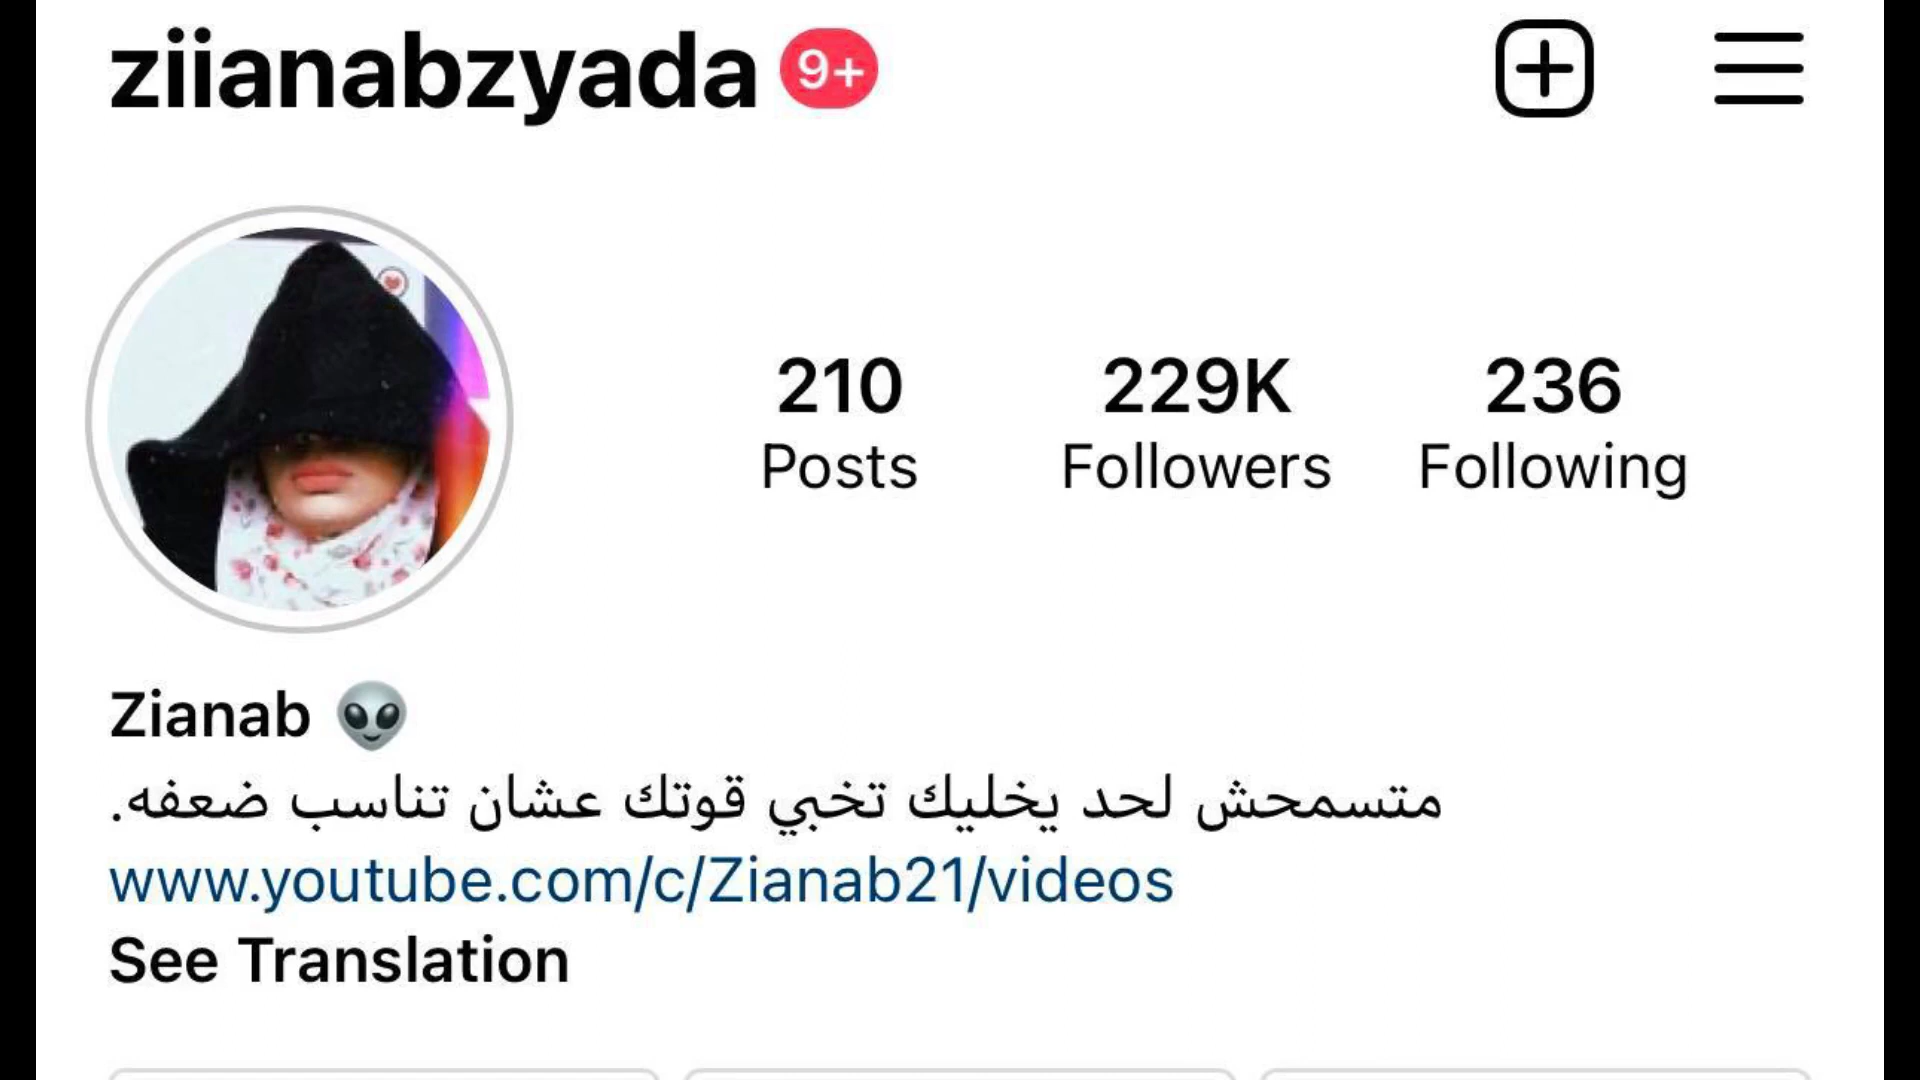 ziianabzyada 9+
210 229K 236
Posts Followers Following
Zianab 👽
متسمحش لحد يخليك تخبي قوتك عشان تناسب ضعفه.
www.youtube.com/c/Zianab21/videos
See Translation